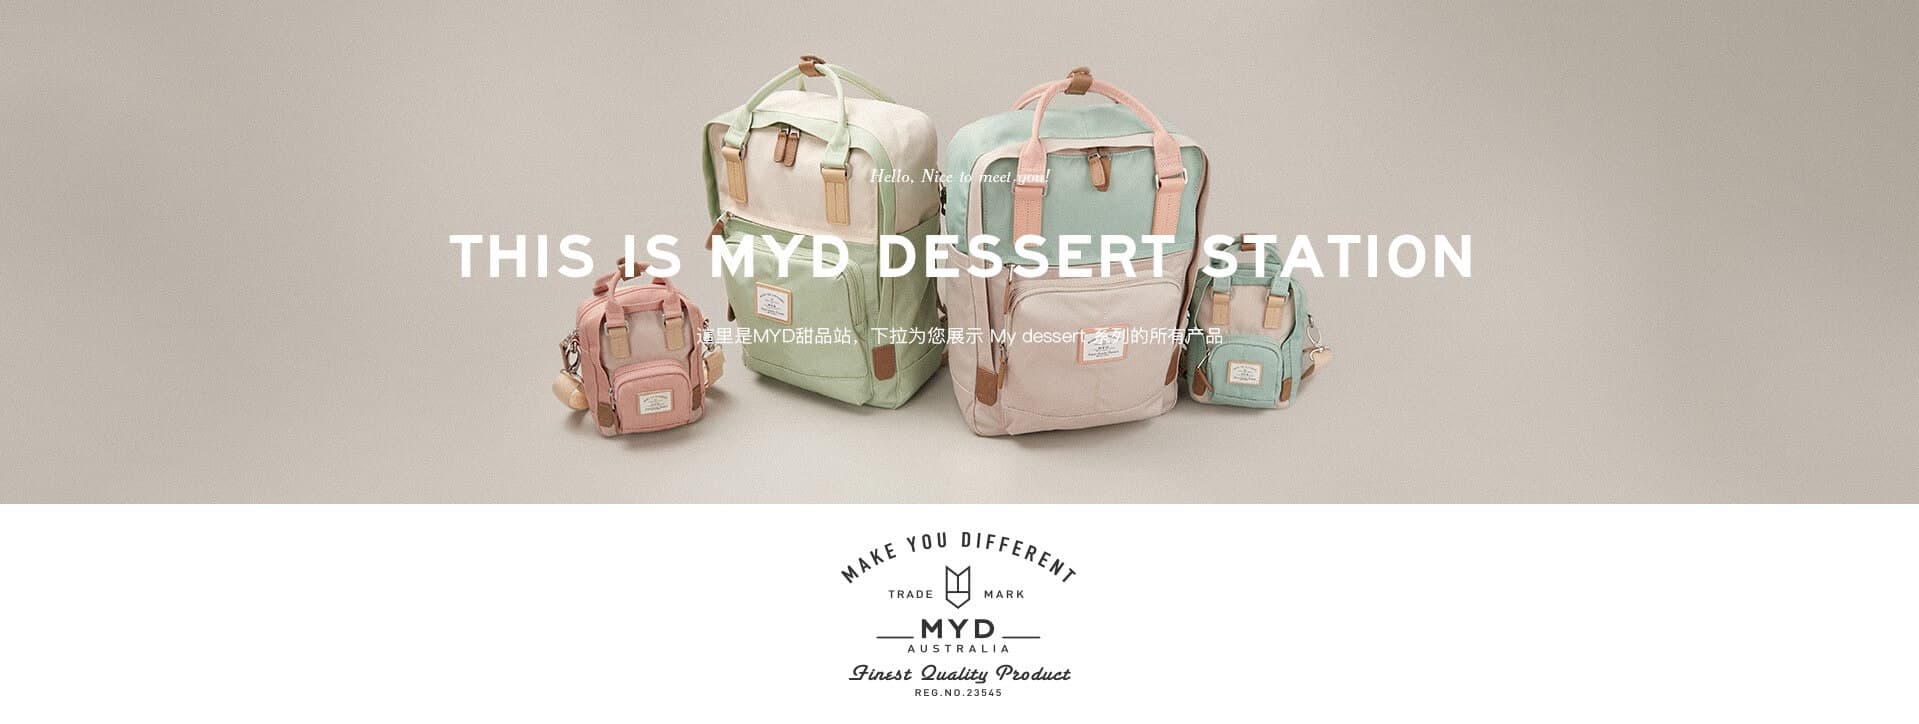 Hello, Nice to meet you!
THIS IS MYD DESSERT STATION
這里是MYD甜品站，下拉为您展示 My dessert 系列的所有产品
MAKE YOU DIFFERENT
TRADE MARK
MYD
AUSTRALIA
Finest Quality Product
REG.NO.23545